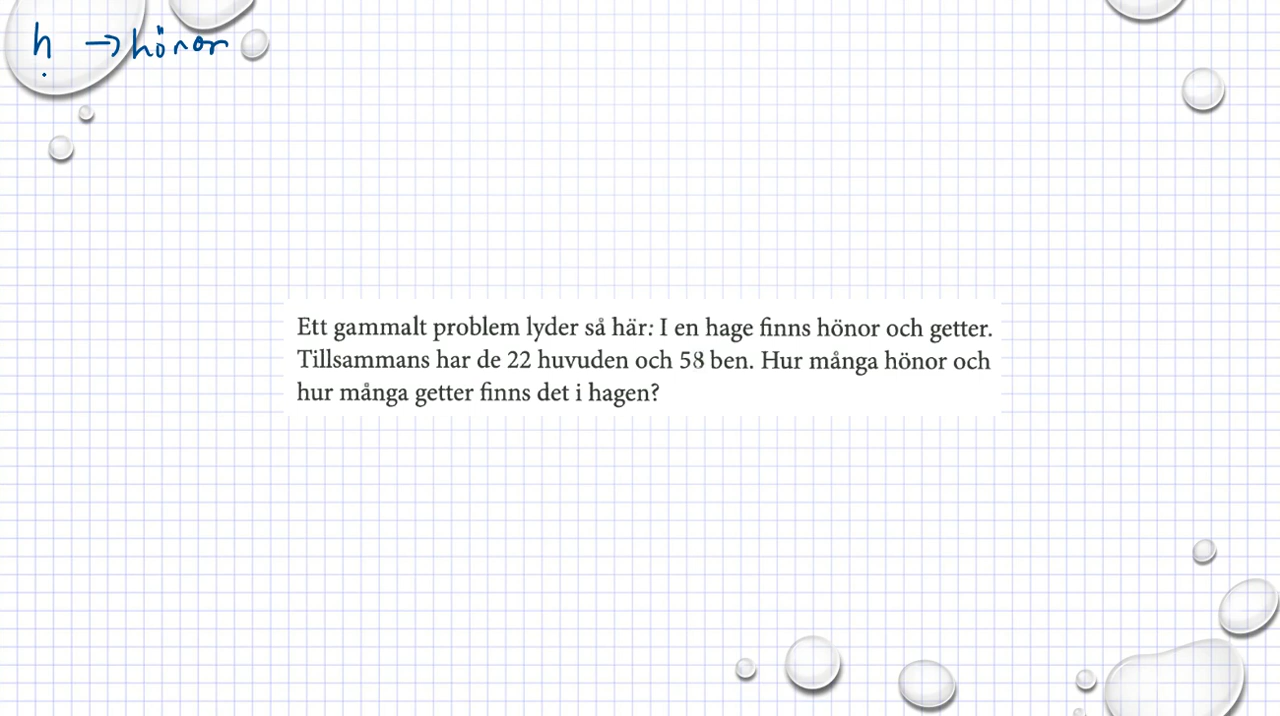 h → hönor
Ett gammalt problem lyder så här: I en hage finns hönor och getter.
Tillsammans har de 22 huvuden och 58 ben. Hur många hönor och
hur många getter finns det i hagen?